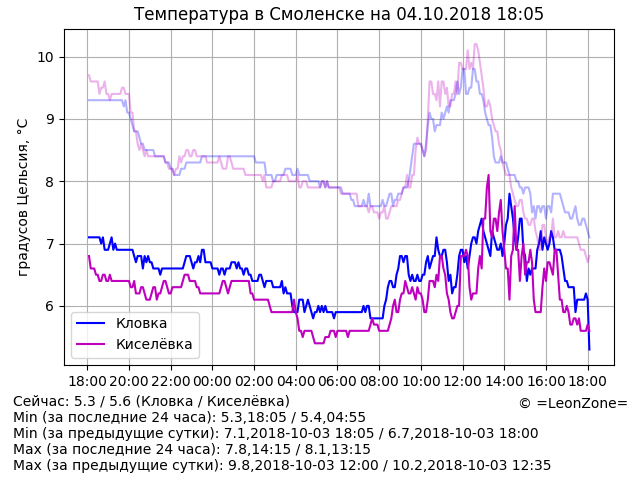 Температура в Смоленске на 04.10.2018 18:05
градусов Цельсия, °C
10
9
8
7
6
Кловка
Киселёвка
18:00 20:00 22:00 00:00 02:00 04:00 06:00 08:00 10:00 12:00 14:00 16:00 18:00
Сейчас: 5.3 / 5.6 (Кловка / Киселёвка)
© =LeonZone=
Min (за последние 24 часа): 5.3,18:05 / 5.4,04:55
Min (за предыдущие сутки): 7.1,2018-10-03 18:05 / 6.7,2018-10-03 18:00
Max (за последние 24 часа): 7.8,14:15 / 8.1,13:15
Max (за предыдущие сутки): 9.8,2018-10-03 12:00 / 10.2,2018-10-03 12:35